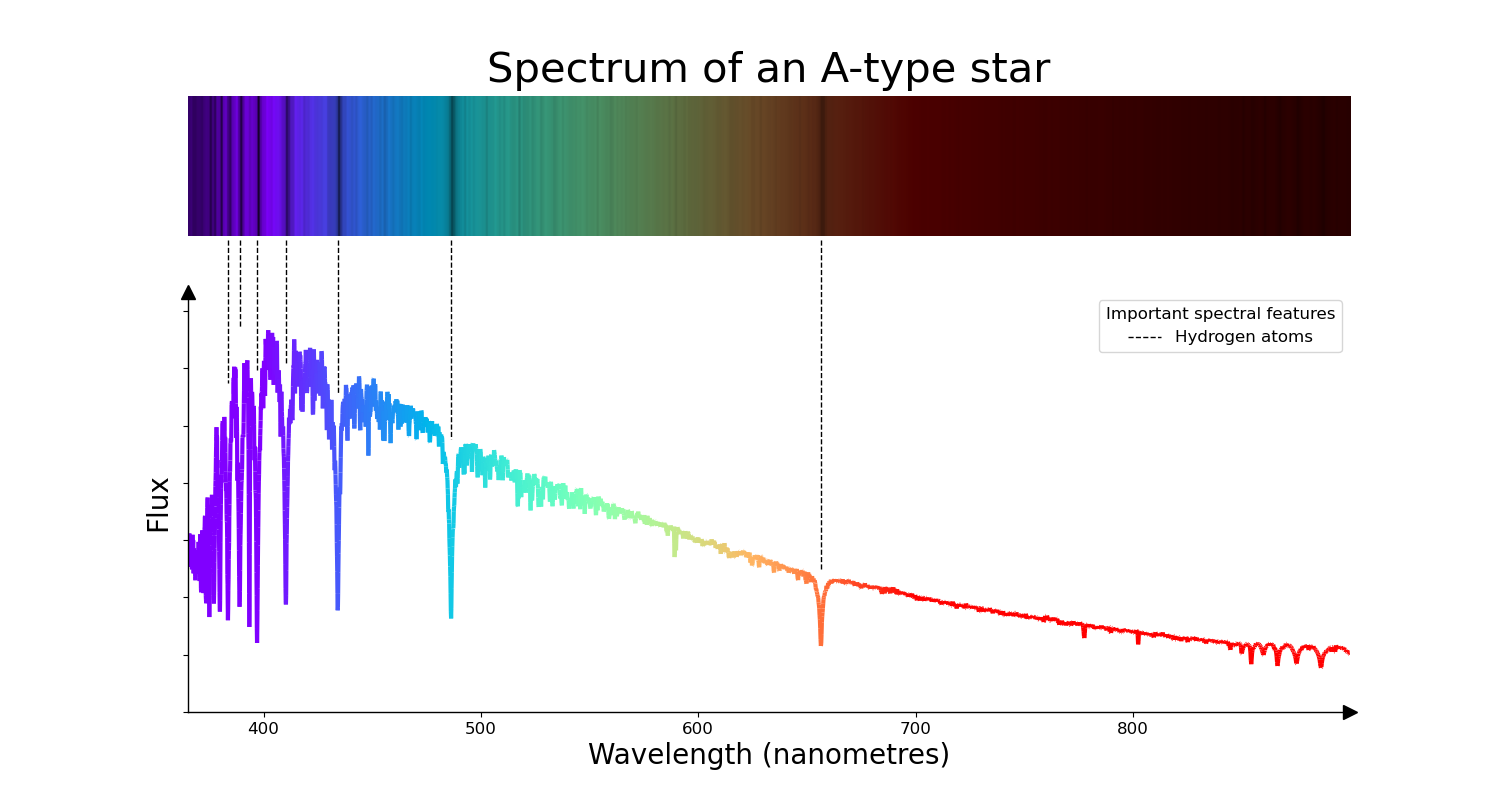 Spectrum of an A-type star
Important spectral features
Hydrogen atoms
Flux
400 500 600 700 800
Wavelength (nanometres)